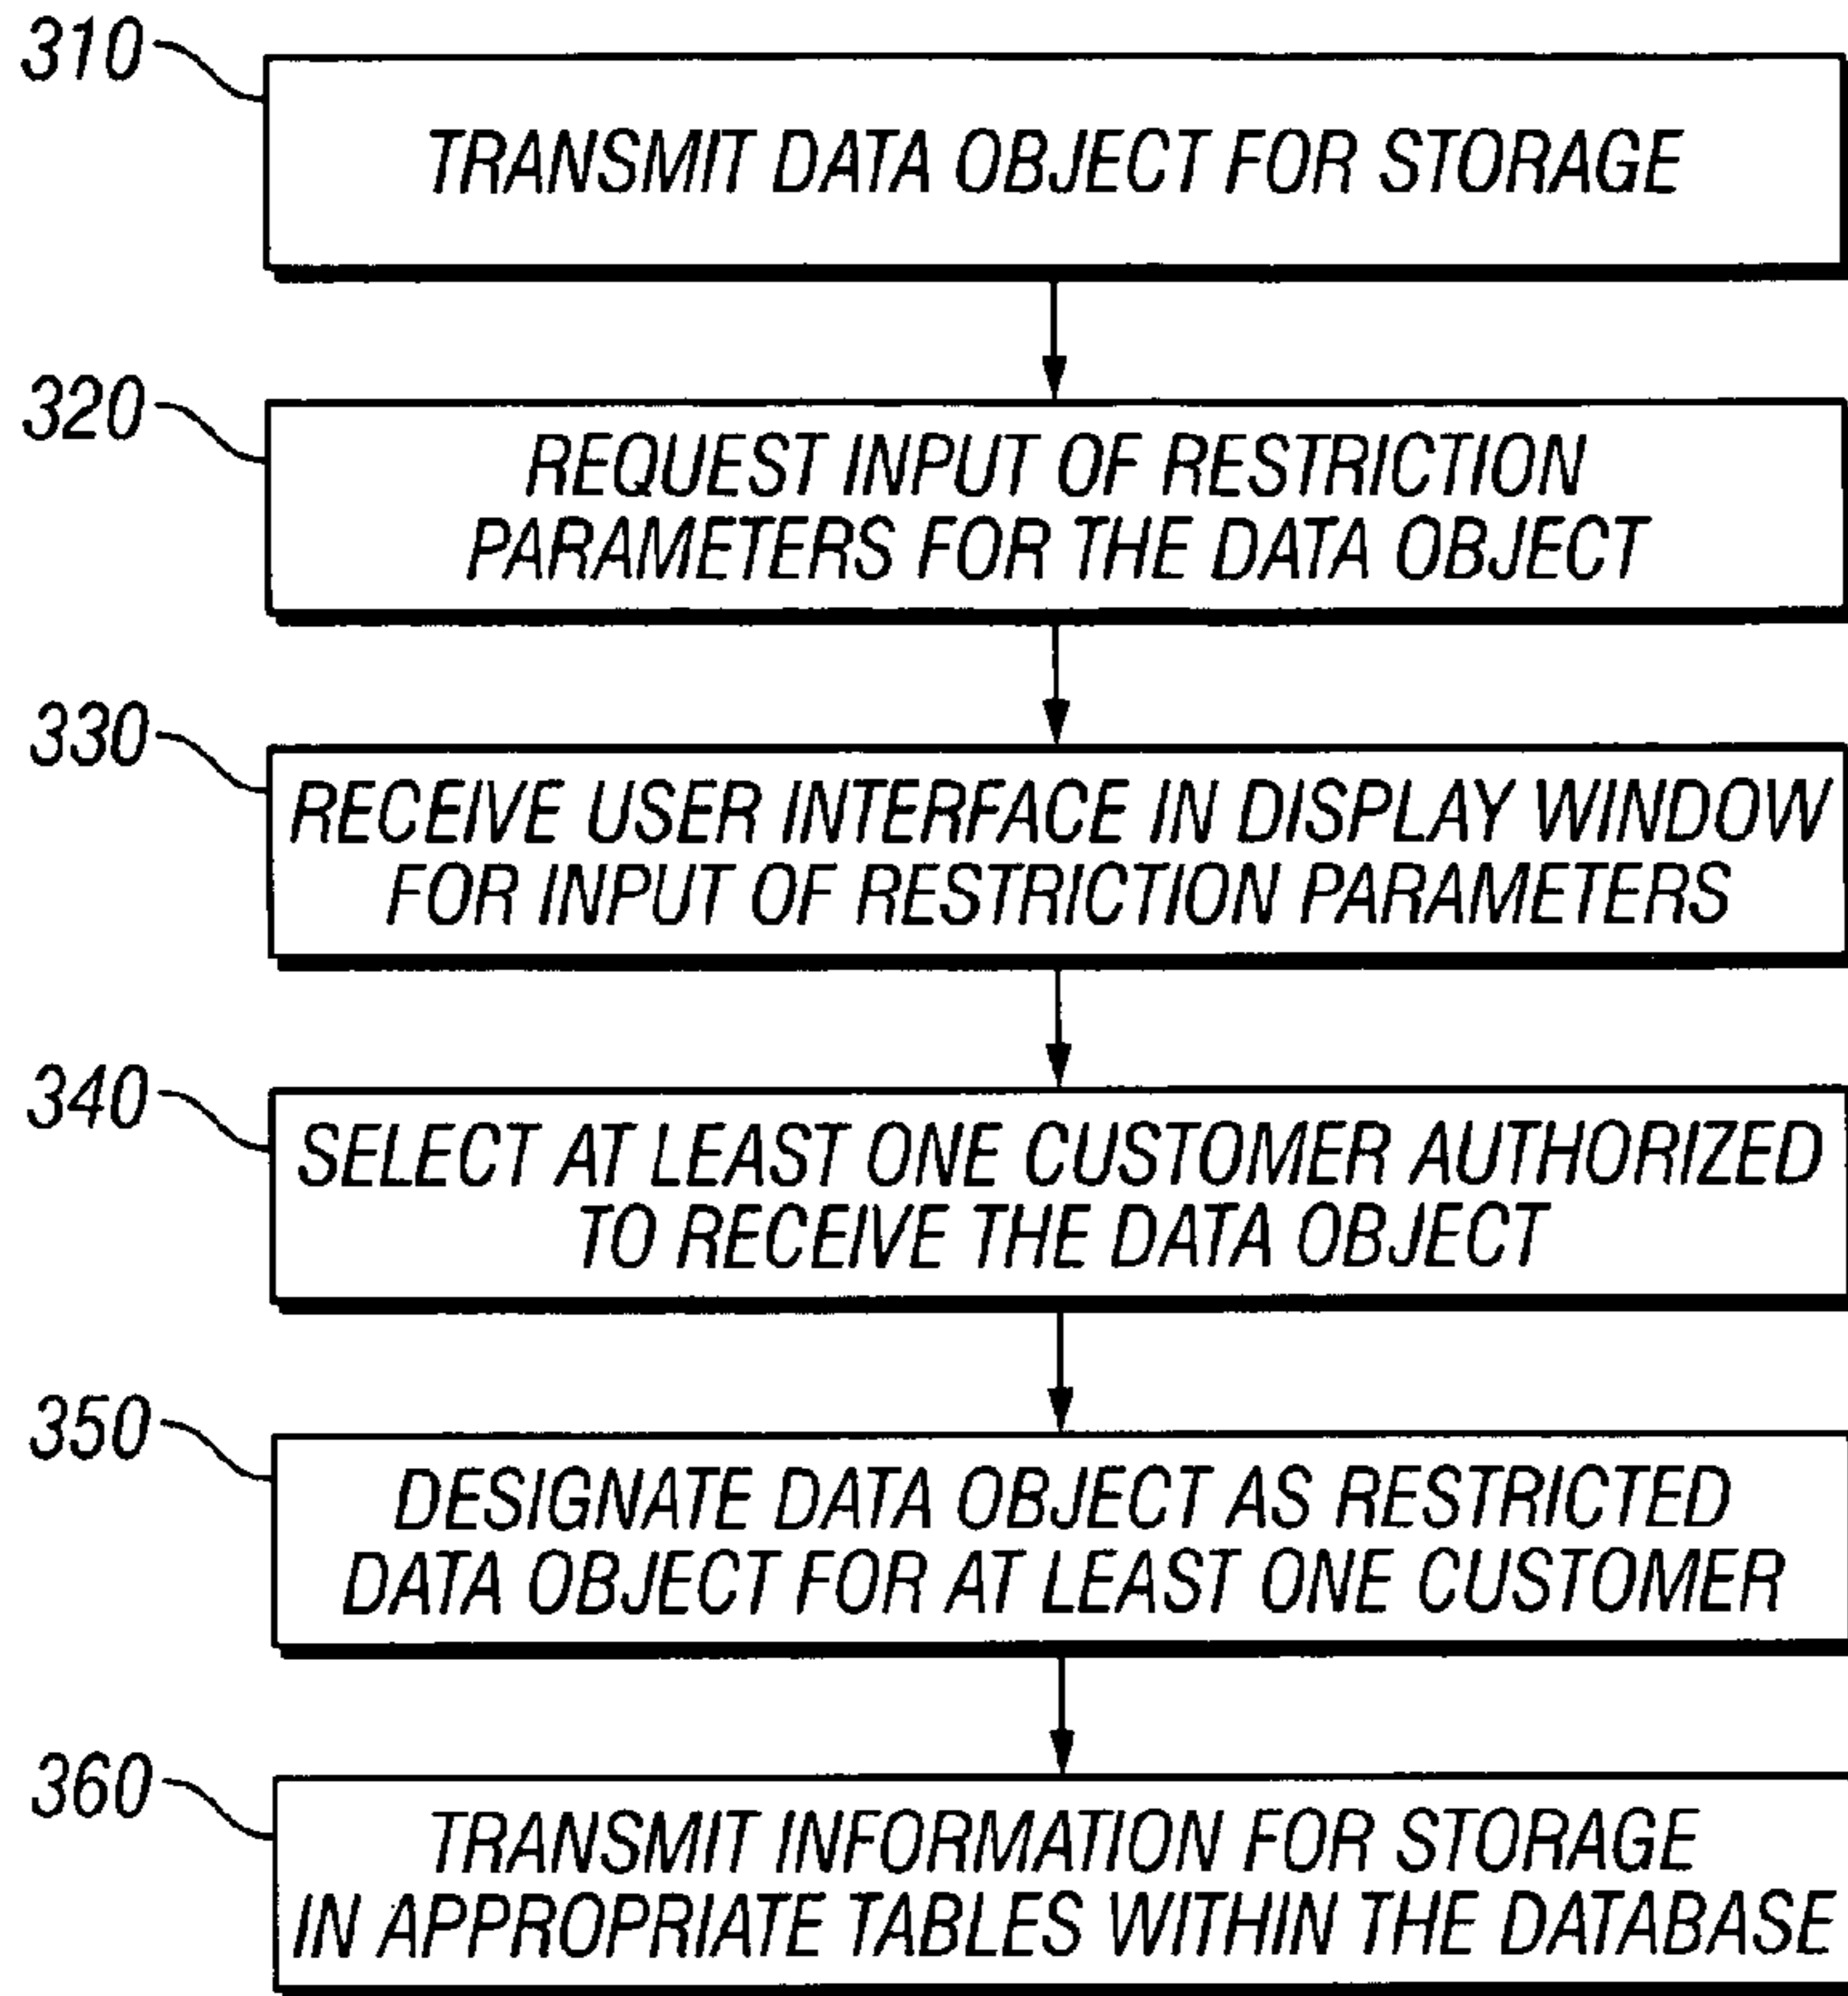 310
TRANSMIT DATA OBJECT FOR STORAGE
320
REQUEST INPUT OF RESTRICTION
PARAMETERS FOR THE DATA OBJECT
330
RECEIVE USER INTERFACE IN DISPLAY WINDOW
FOR INPUT OF RESTRICTION PARAMETERS
340
SELECT AT LEAST ONE CUSTOMER AUTHORIZED
TO RECEIVE THE DATA OBJECT
350
DESIGNATE DATA OBJECT AS RESTRICTED
DATA OBJECT FOR AT LEAST ONE CUSTOMER
360
TRANSMIT INFORMATION FOR STORAGE
IN APPROPRIATE TABLES WITHIN THE DATABASE